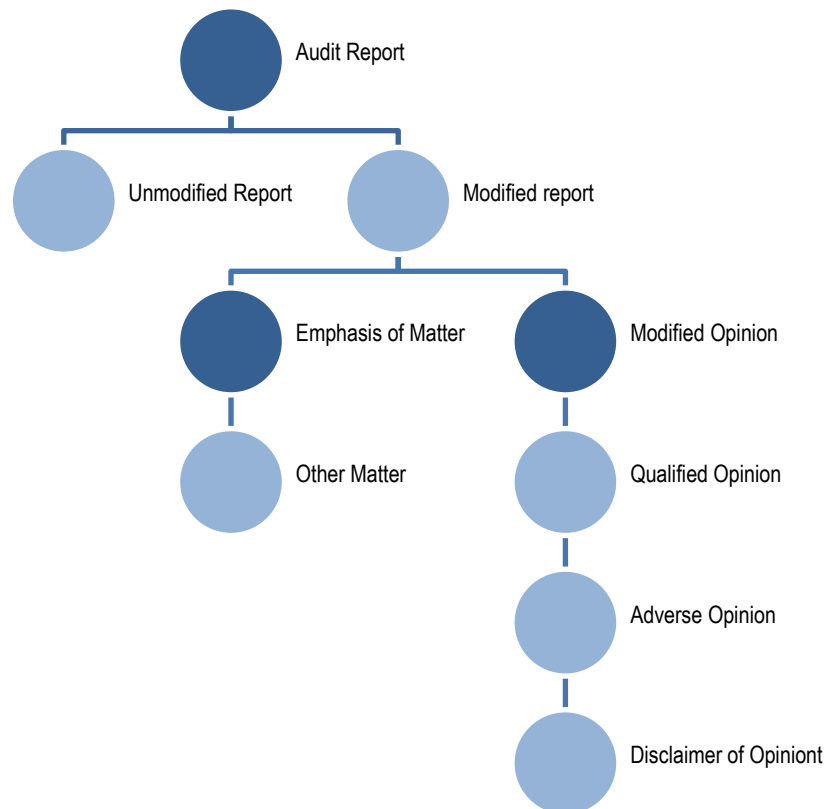 Audit Report
Unmodified Report
Modified report
Emphasis of Matter
Modified Opinion
Other Matter
Qualified Opinion
Adverse Opinion
Disclaimer of Opiniont